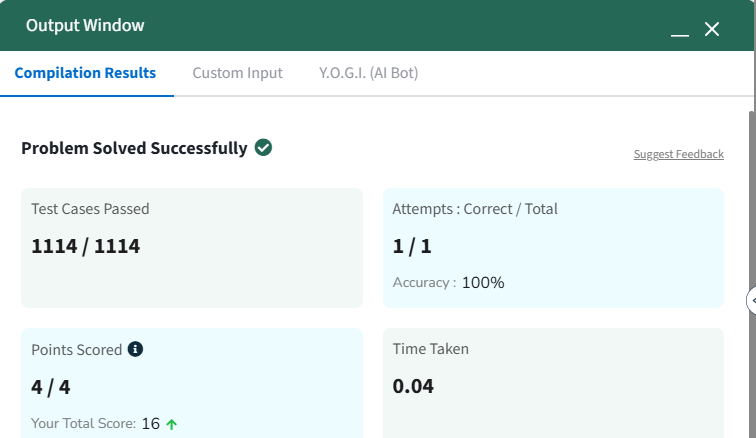 Output Window
Compilation Results
Custom Input
Y.O.G.I. (AI Bot)
Problem Solved Successfully
Suggest Feedback
Test Cases Passed
1114 / 1114
Attempts : Correct / Total
1 / 1
Accuracy : 100%
Points Scored
4 / 4
Your Total Score: 16
Time Taken
0.04